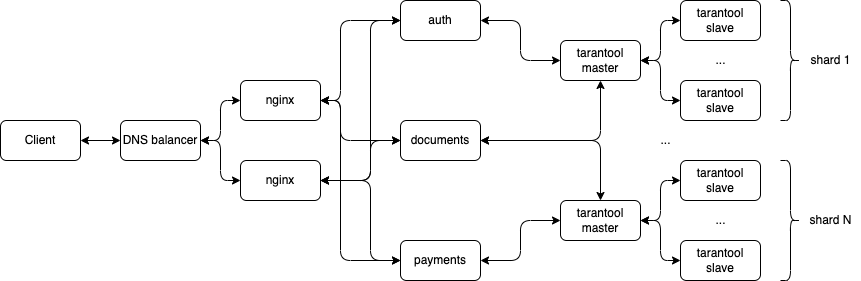 Client
DNS balancer
nginx
nginx
auth
documents
payments
tarantool
master
tarantool
master
tarantool
slave
...
tarantool
slave
shard 1
...
tarantool
slave
...
tarantool
slave
shard N